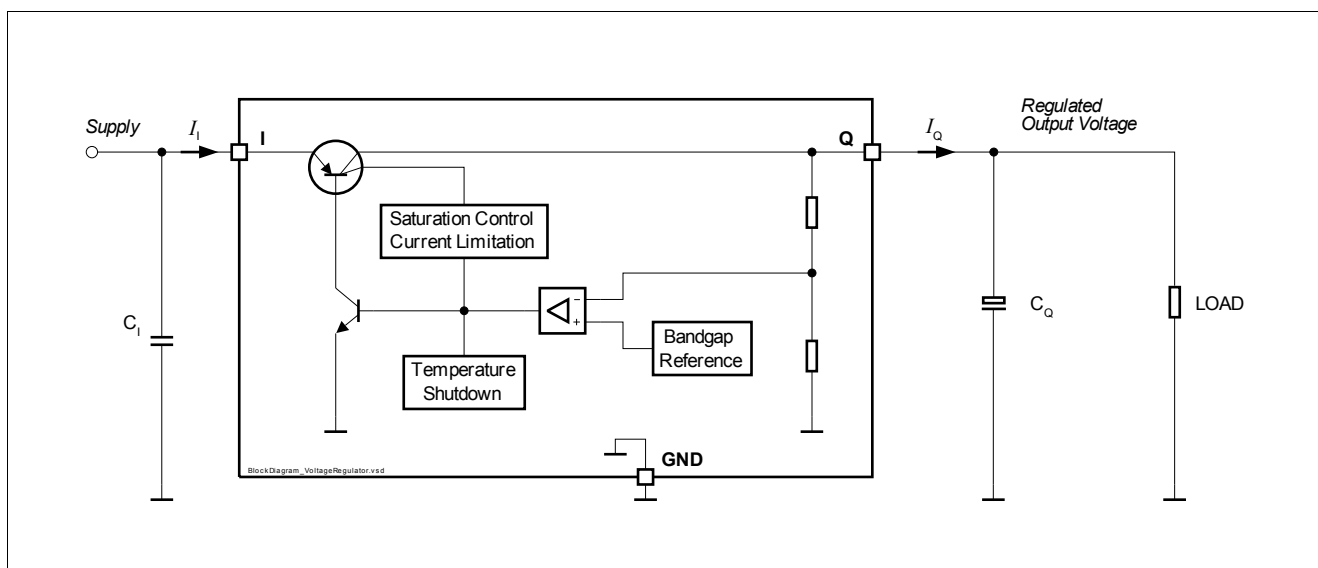 Supply
I_I
I
Saturation Control
Current Limitation
Q
I_Q
Regulated
Output Voltage
C_I
-
+
Bandgap
Reference
Temperature
Shutdown
C_Q
LOAD
GND
BlockDiagram_VoltageRegulator.vsd